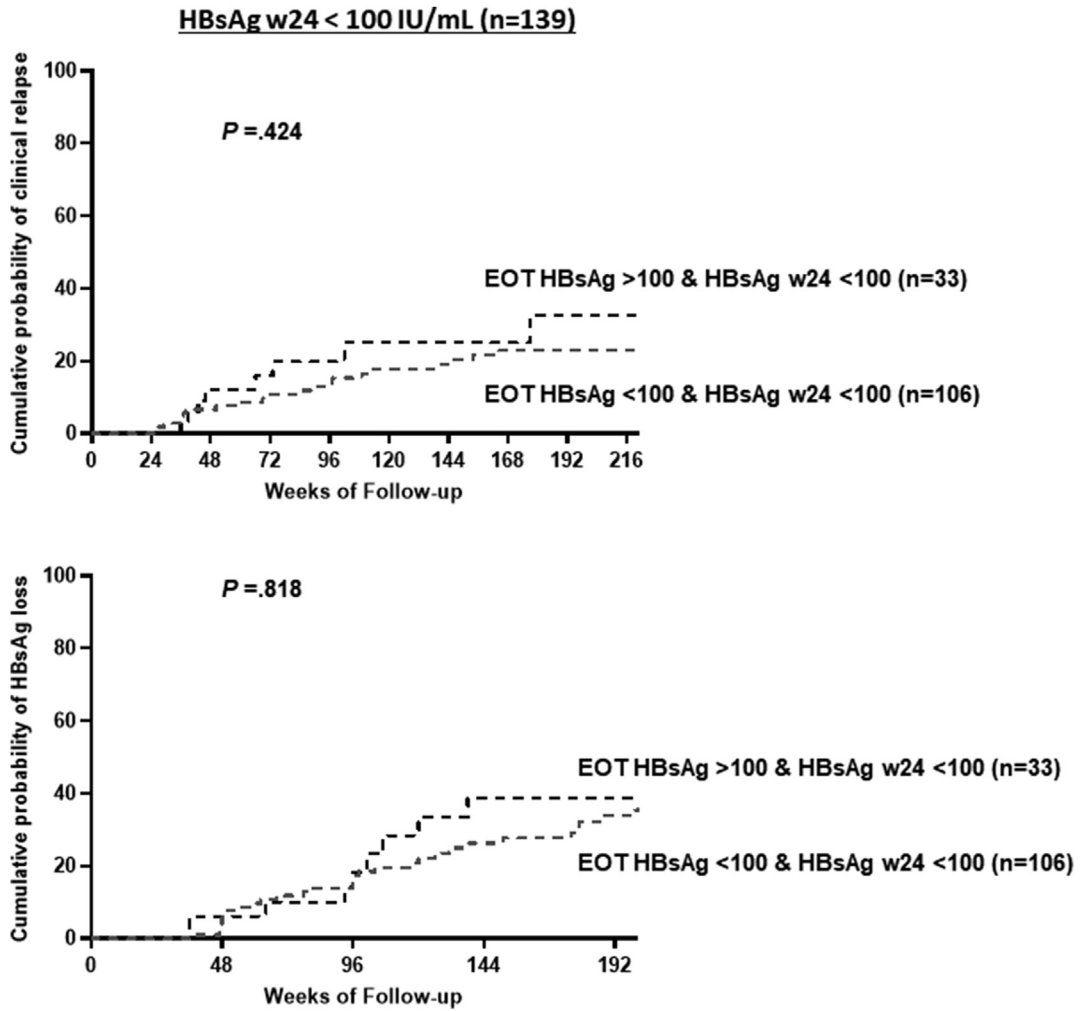 HBsAg w24 < 100 IU/mL (n=139)
Cumulative probability of clinical relapse
100
80
60
40
20
0
P =.424
EOT HBsAg >100 & HBsAg w24 <100 (n=33)
EOT HBsAg <100 & HBsAg w24 <100 (n=106)
0 24 48 72 96 120 144 168 192 216
Weeks of Follow-up
Cumulative probability of HBsAg loss
100
80
60
40
20
0
P =.818
EOT HBsAg >100 & HBsAg w24 <100 (n=33)
EOT HBsAg <100 & HBsAg w24 <100 (n=106)
0 48 96 144 192
Weeks of Follow-up